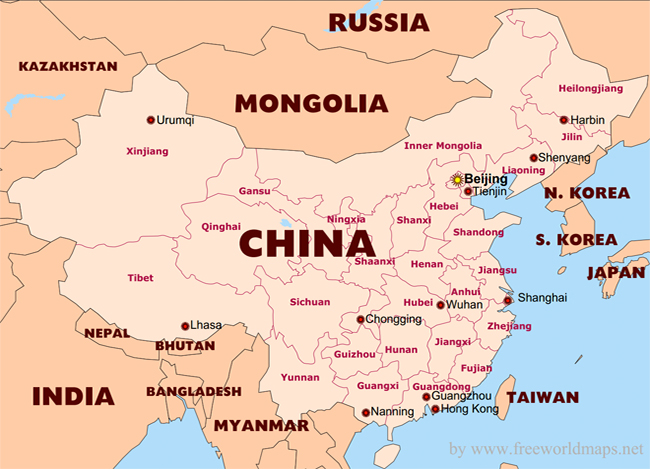 RUSSIA
KAZAKHSTAN
MONGOLIA
Heilongjiang
Urumqi
Harbin
Jilin
Xinjiang
Inner Mongolia
Shenyang
Liaoning
Beijing
Tienjin
Gansu
N. KOREA
Hebei
Qinghai
Ningxia
Shanxi
Shandong
CHINA
S. KOREA
Shaanxi
Henan
Jiangsu
JAPAN
Tibet
Anhui
Sichuan
Hubei
Wuhan
Shanghai
Chongging
Lhasa
Zhejiang
NEPAL
BHUTAN
Jiangxi
Guizhou
Hunan
Fujian
Yunnan
Guangxi
Guangdong
BANGLADESH
INDIA
Guangzhou
TAIWAN
Nanning
Hong Kong
MYANMAR
by www.freeworldmaps.net